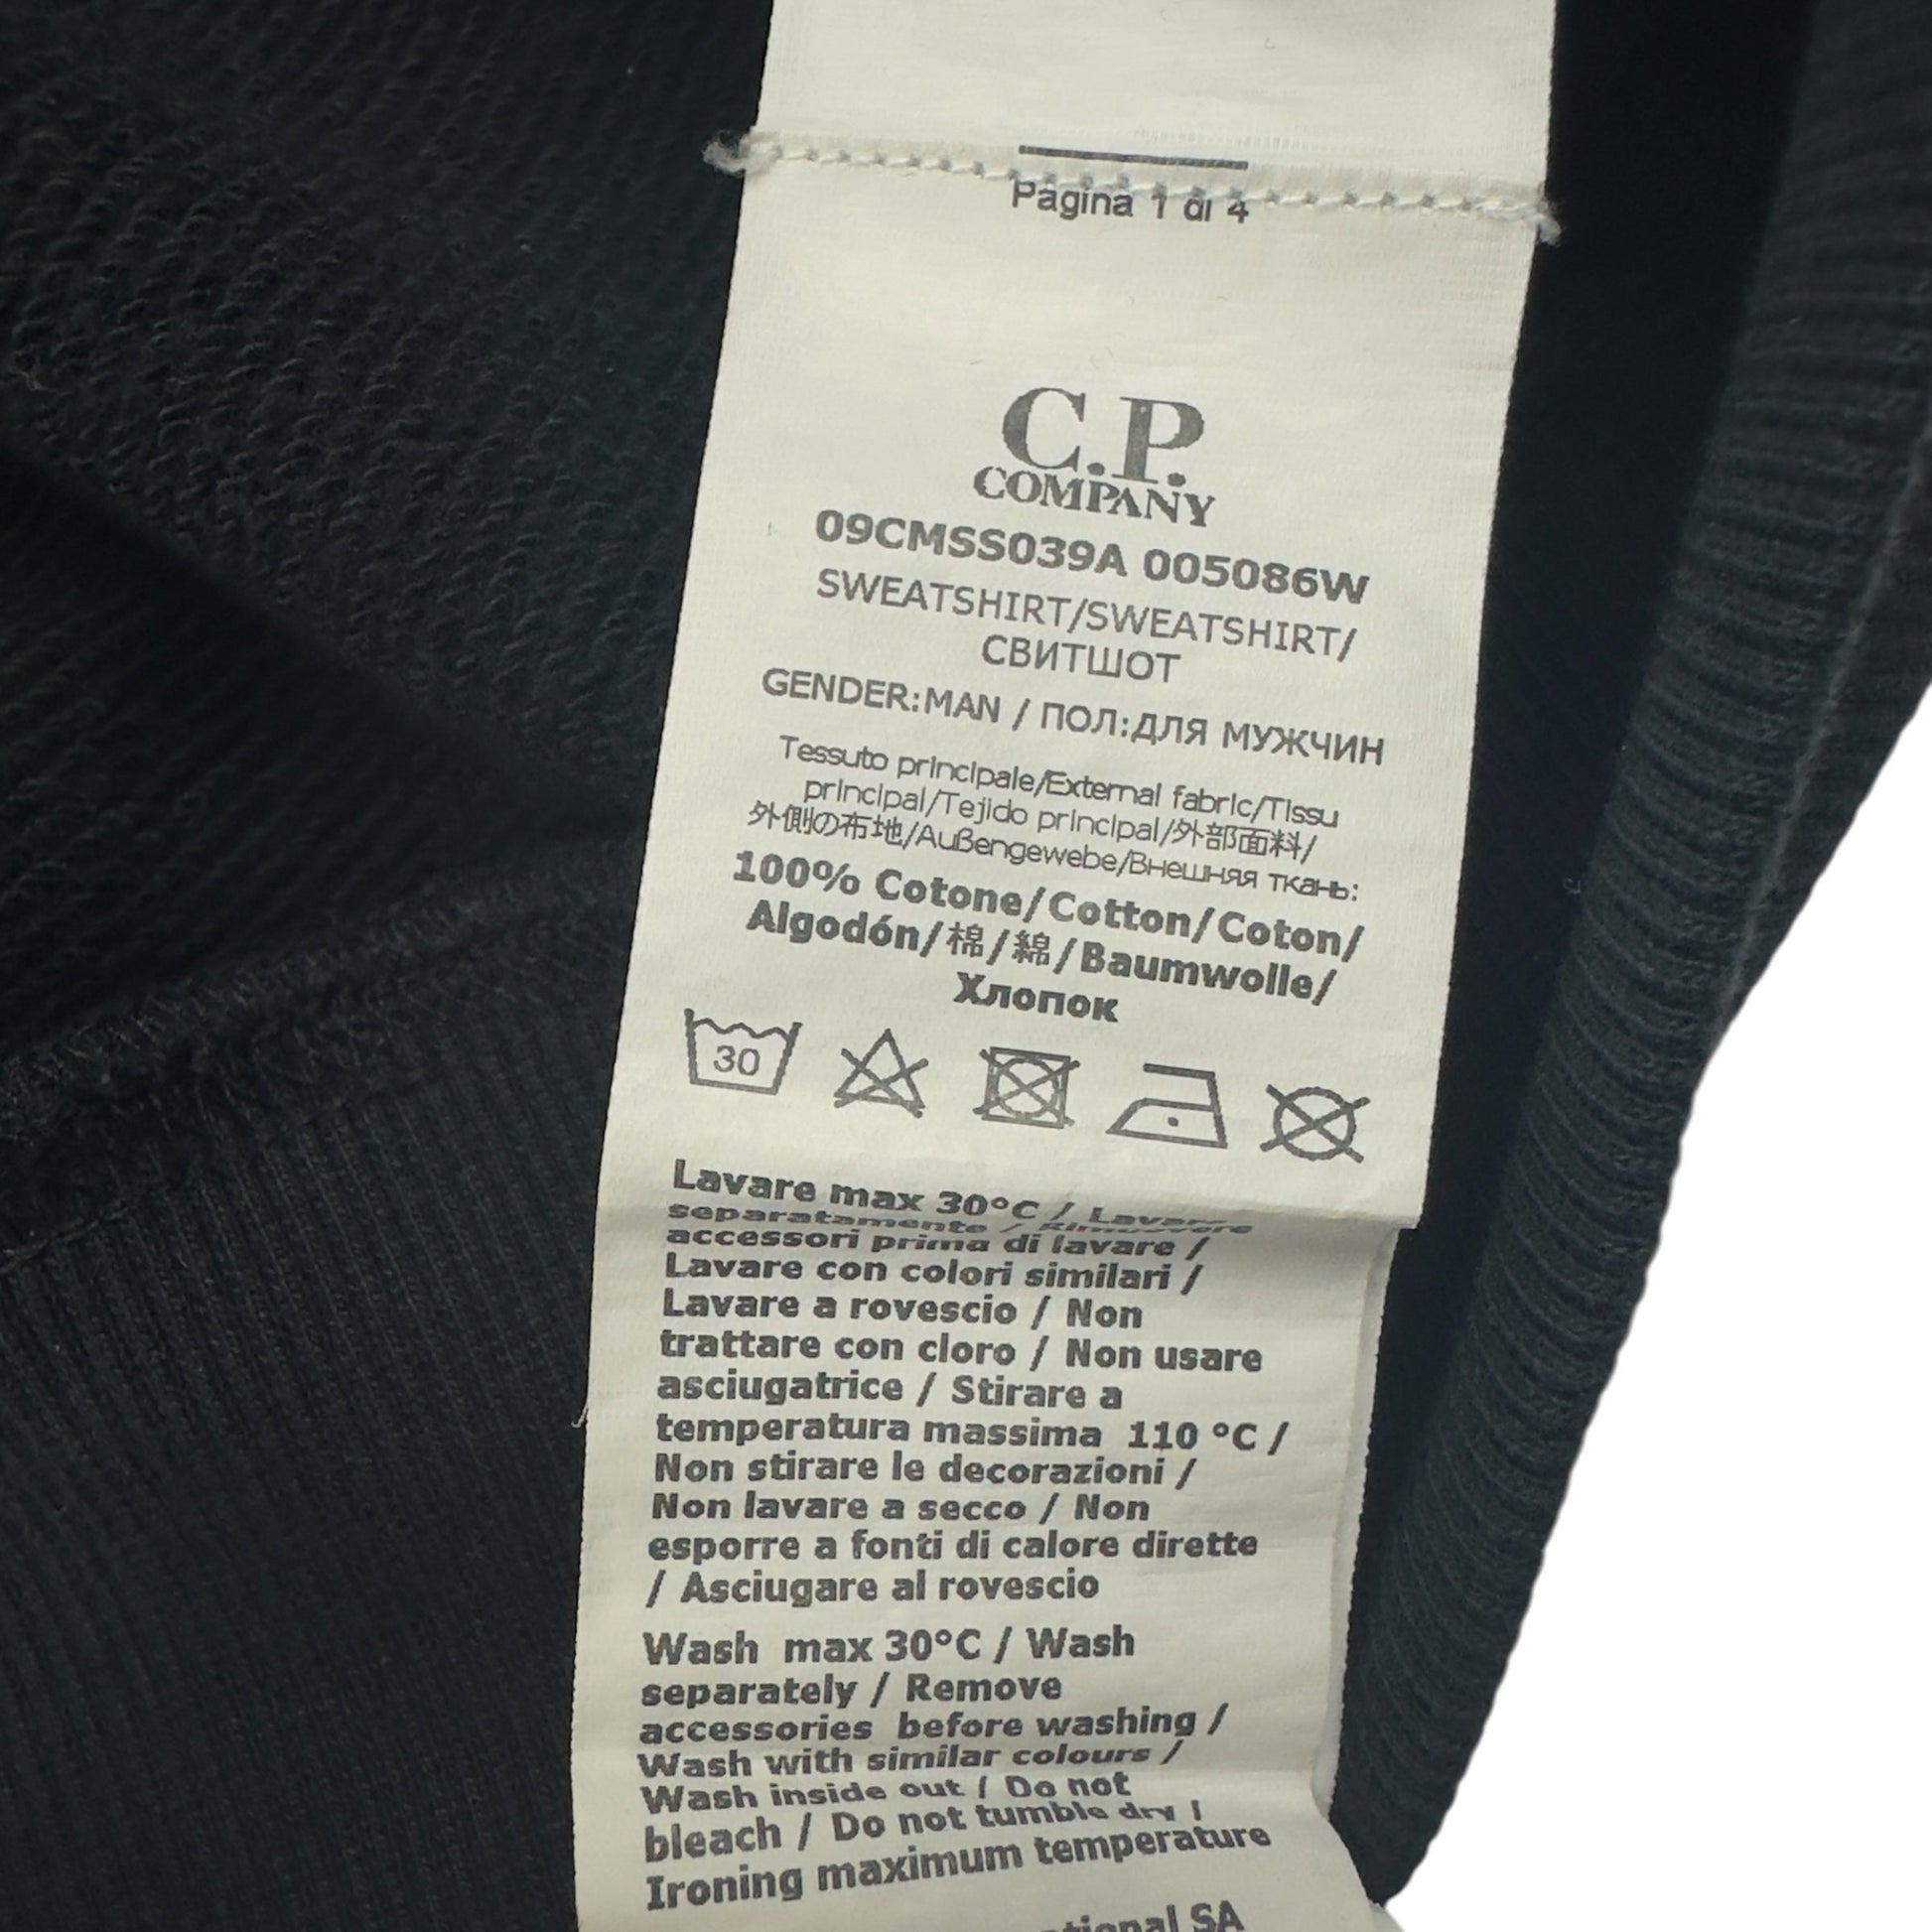 Pagina 1 di 4
C.P.
COMPANY
09CMSS039A 005086W
SWEATSHIRT/SWEATSHIRT/
СВИТШОТ
GENDER:MAN / ПОЛ:ДЛЯ МУЖЧИН
Tessuto principale/External fabric/Tissu
principal/Tejido principal/外部面料/
外側の布地/Außengewebe/Внешняя ткань:
100% Cotone/Cotton/Coton/
Algodón/棉/綿/Baumwolle/
Хлопок
30
Lavare max 30°C / Lavare
separatamente / Rimuovere
accessori prima di lavare /
Lavare con colori similari /
Lavare a rovescio / Non
trattare con cloro / Non usare
asciugatrice / Stirare a
temperatura massima 110 °C /
Non stirare le decorazioni /
Non lavare a secco / Non
esporre a fonti di calore dirette
/ Asciugare al rovescio
Wash max 30°C / Wash
separately / Remove
accessories before washing /
Wash with similar colours /
Wash inside out / Do not
bleach / Do not tumble dry /
Ironing maximum temperature
SA